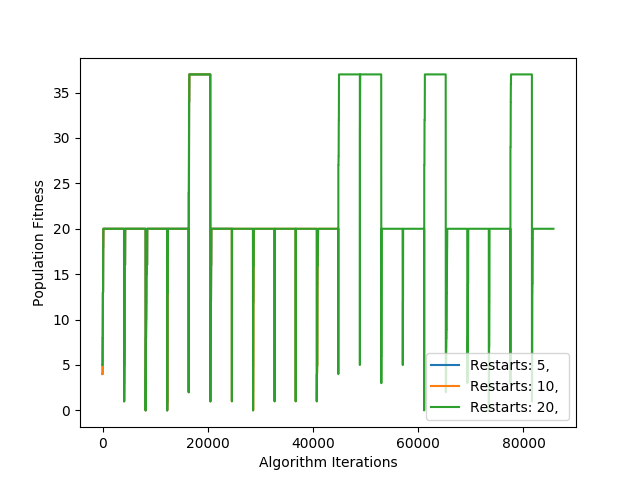 35
30
25
20
15
10
5
0
Population Fitness
0 20000 40000 60000 80000
Algorithm Iterations
Restarts: 5,
Restarts: 10,
Restarts: 20,